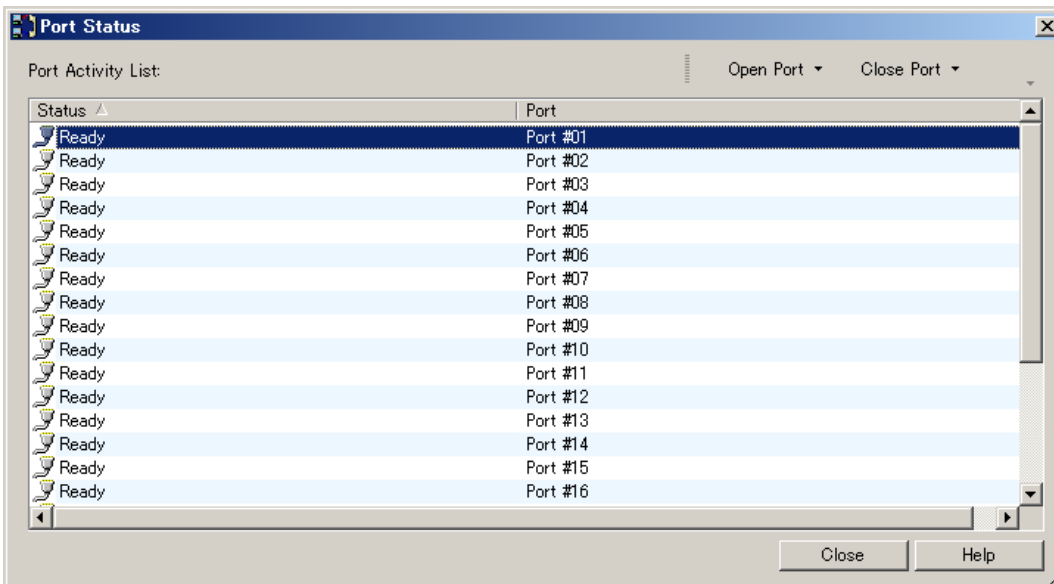 Port Status
Port Activity List:
Open Port
Close Port
Status Port
Ready Port #01
Ready Port #02
Ready Port #03
Ready Port #04
Ready Port #05
Ready Port #06
Ready Port #07
Ready Port #08
Ready Port #09
Ready Port #10
Ready Port #11
Ready Port #12
Ready Port #13
Ready Port #14
Ready Port #15
Ready Port #16
Close
Help